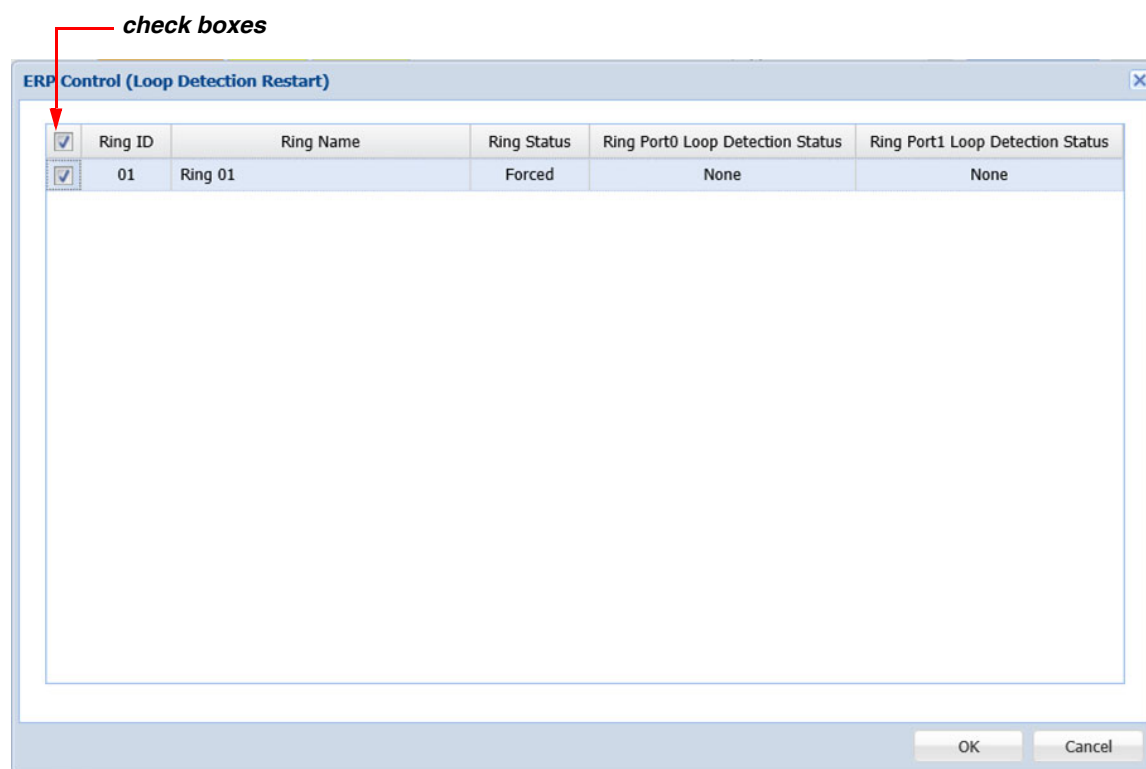 check boxes
ERP Control (Loop Detection Restart)
Ring ID Ring Name Ring Status Ring Port0 Loop Detection Status Ring Port1 Loop Detection Status
01 Ring 01 Forced None None
OK Cancel